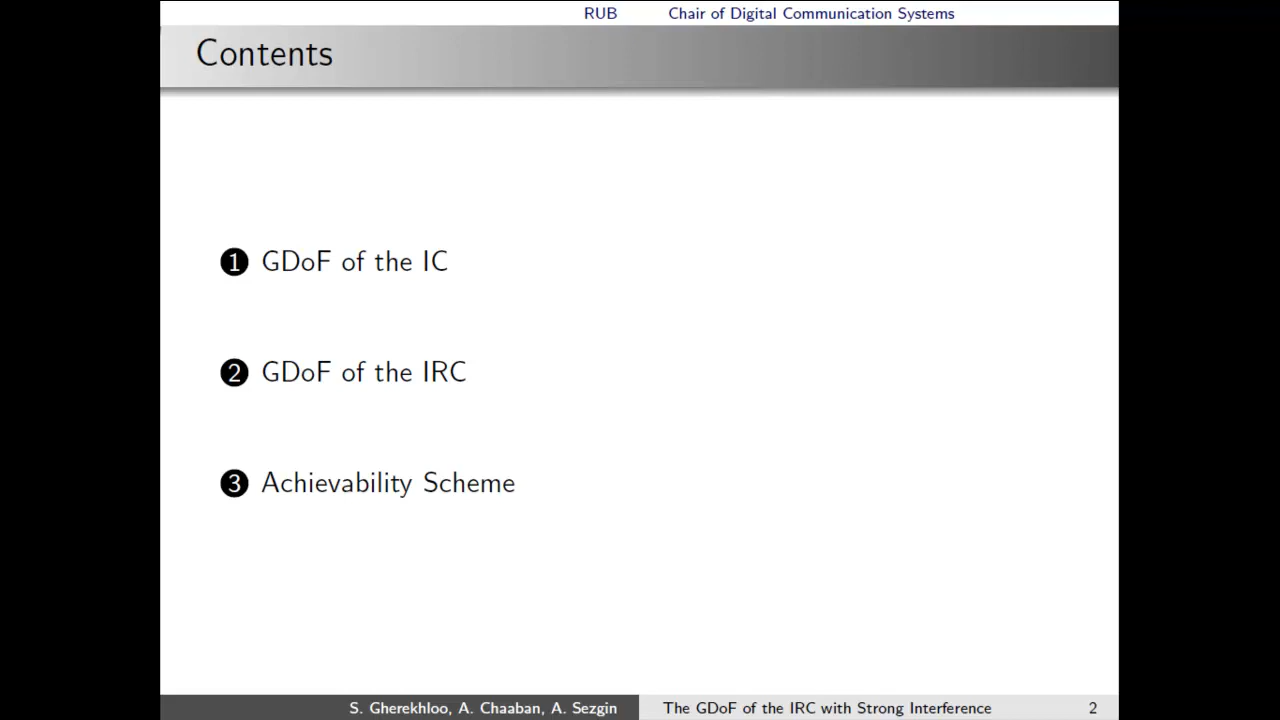 RUB Chair of Digital Communication Systems
Contents
1 GDoF of the IC
2 GDoF of the IRC
3 Achievability Scheme
S. Gherekhloo, A. Chaaban, A. Sezgin The GDoF of the IRC with Strong Interference 2